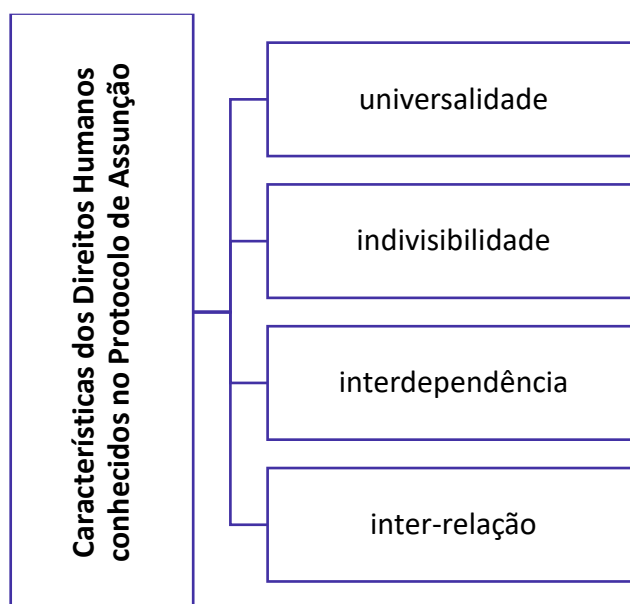 Características dos Direitos Humanos
conhecidos no Protocolo de Assunção
universalidade
indivisibilidade
interdependência
inter-relação